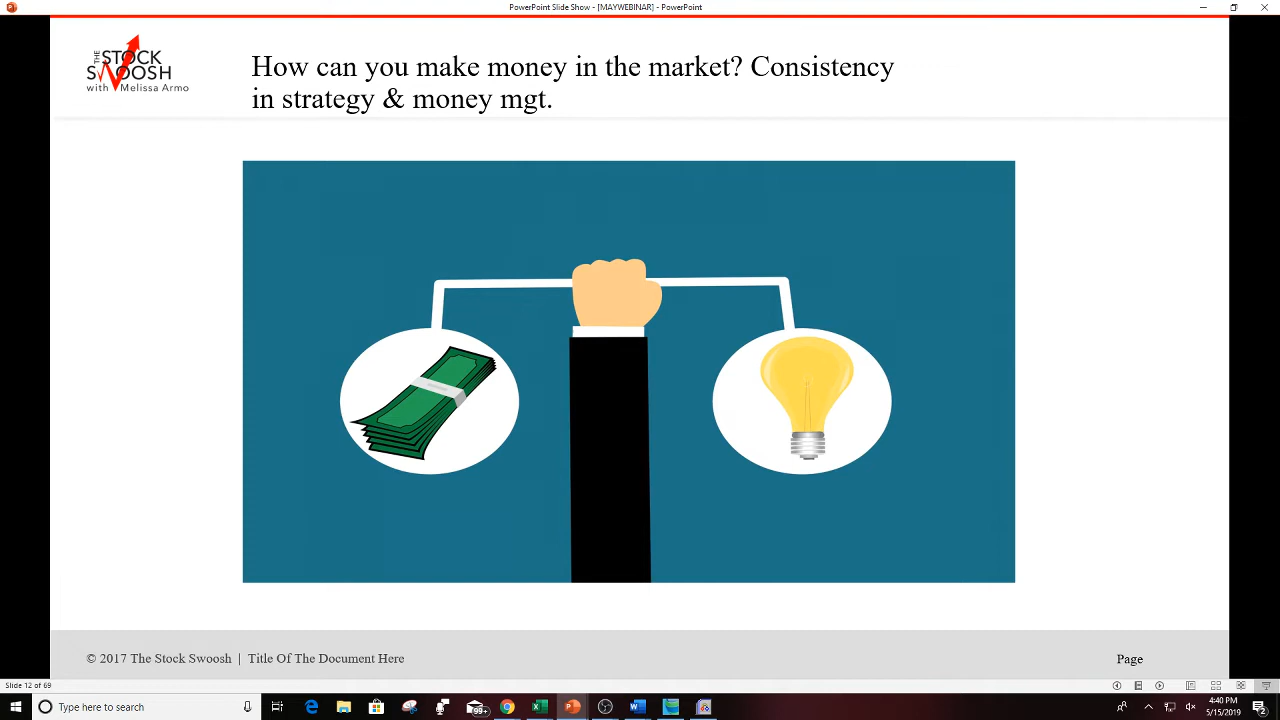 PowerPoint Slide Show - [MAYWEBINAR] - PowerPoint
THE STOCK
SWOOSH
with Melissa Armo
How can you make money in the market? Consistency
in strategy & money mgt.
© 2017 The Stock Swoosh | Title Of The Document Here
Page
Slide 12 of 69
Type here to search
99+
4:40 PM
5/15/2019
2